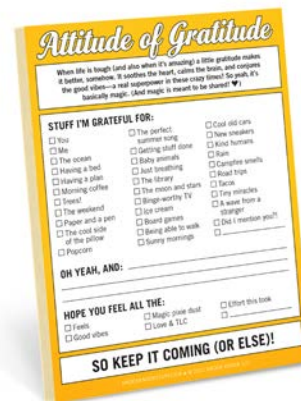 Attitude of Gratitude
When life is tough (and also when it's amazing) a little gratitude makes
it better, somehow. It soothes the heart, calms the brain, and conjures
the good vibes—a real superpower in these crazy times! So yeah, it's
basically magic. (And magic is meant to be shared! ♥)
STUFF I'M GRATEFUL FOR:
You
Me
The ocean
Having a bed
Having a plan
Morning coffee
Trees!
The weekend
Paper and a pen
The cool side
of the pillow
Popcorn
The perfect
summer song
Getting stuff done
Baby animals
Just breathing
The library
The moon and stars
Binge-worthy TV
Ice cream
Board games
Being able to walk
Sunny mornings
Cool old cars
New sneakers
Kind humans
Rain
Campfire smells
Road trips
Tacos
Tiny miracles
A wave from a
stranger
Did I mention you?!
OH YEAH, AND:
HOPE YOU FEEL ALL THE:
Feels
Good vibes
Magic pixie dust
Love & TLC
Effort this took
SO KEEP IT COMING (OR ELSE)!